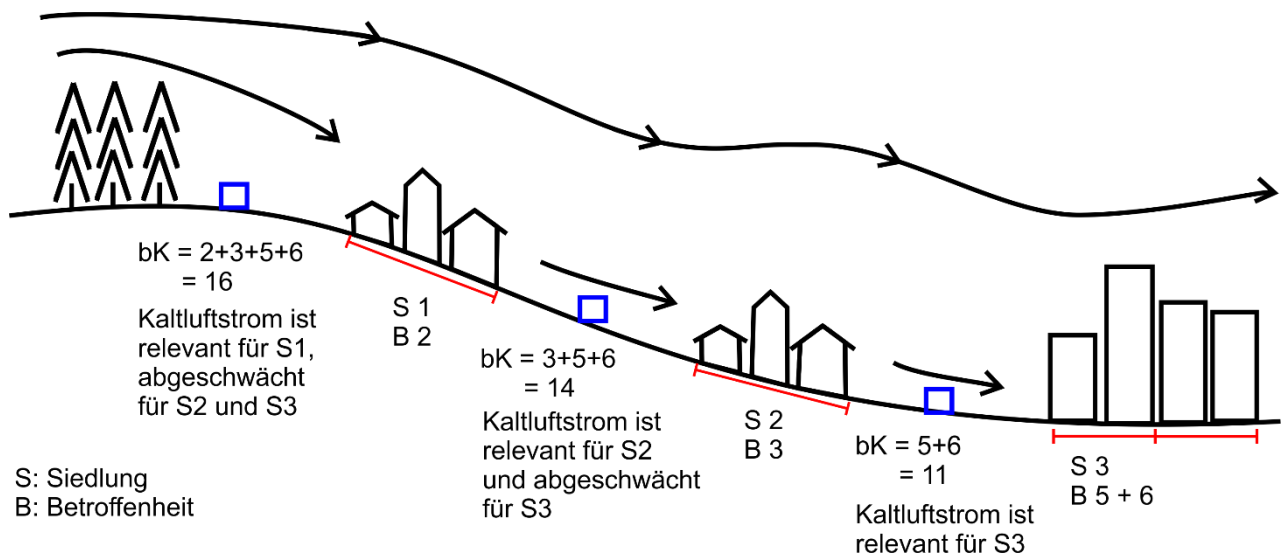 bK = 2+3+5+6
= 16
Kaltluftstrom ist
relevant für S1,
abgeschwächt
für S2 und S3
S 1
B 2
bK = 3+5+6
= 14
Kaltluftstrom ist
relevant für S2
und abgeschwächt
für S3
S 2
B 3
bK = 5+6
= 11
Kaltluftstrom ist
relevant für S3
S 3
B 5 + 6
S: Siedlung
B: Betroffenheit